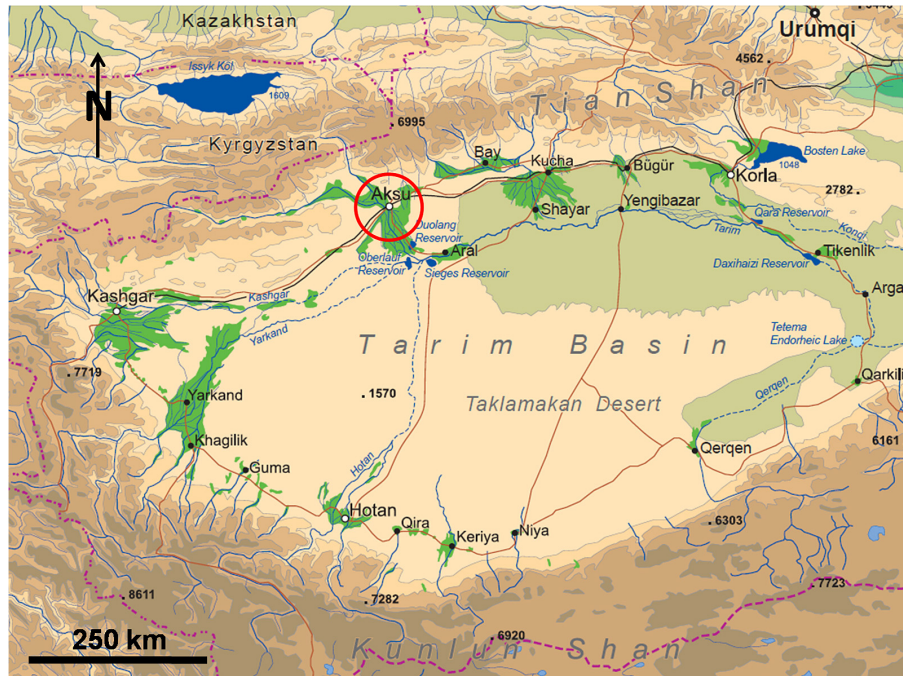 Kazakhstan
Urumqi
N
Issyk Köl
1609
4562
Tian Shan
6995
Kyrgyzstan
Bay
Kucha
Bügür
Bosten Lake
1048
Korla
Aksu
2782
Shayar
Yengibazar
Qara Reservoir
Duolang
Reservoir
Tarim
Konqi
Aral
Oberlauf
Reservoir
Sieges Reservoir
Tikenlik
Daxihaizi Reservoir
Kashgar
Kashgar
Arga
Yarkand
Tarim Basin
Tetema
Endorheic Lake
7719
1570
Qarkilik
Yarkand
Taklamakan Desert
Qerqen
Khagilik
Qerqen
6161
Guma
Hotan
Hotan
Qira
Keriya
Niya
6303
7723
8611
7282
250 km
6920
Kunlun Shan